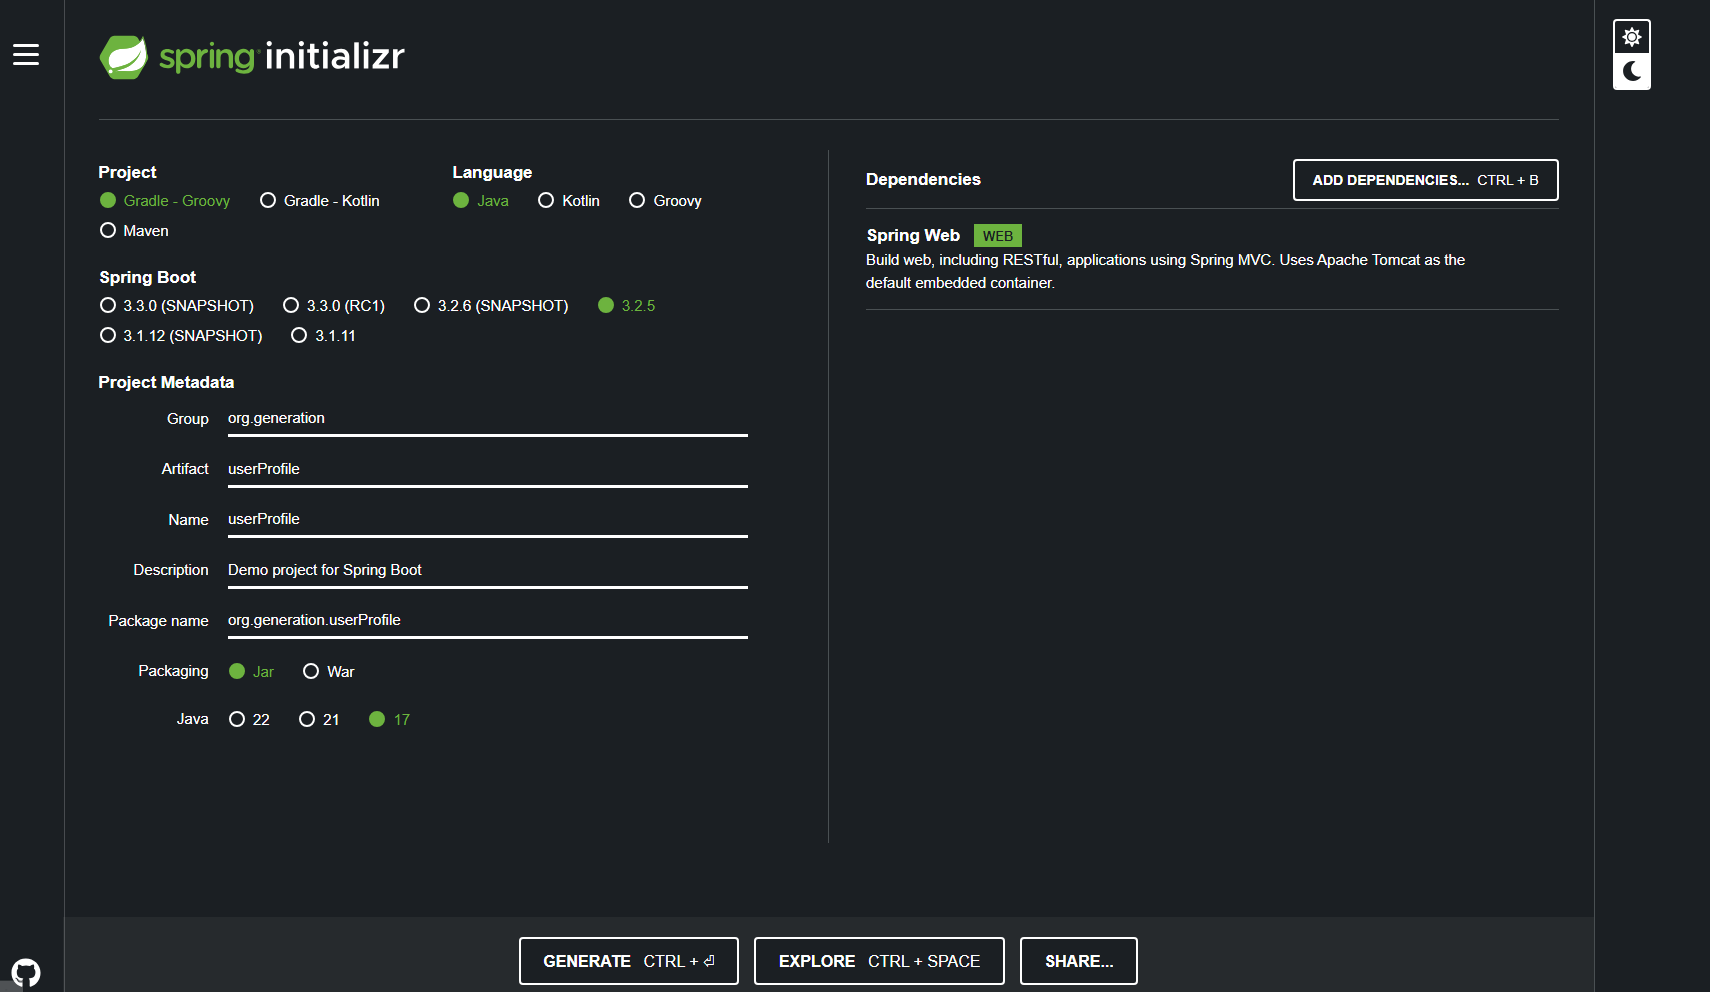 spring initializr
Project
Gradle - Groovy Gradle - Kotlin
Maven
Language
Java Kotlin Groovy
Spring Boot
3.3.0 (SNAPSHOT) 3.3.0 (RC1) 3.2.6 (SNAPSHOT) 3.2.5
3.1.12 (SNAPSHOT) 3.1.11
Project Metadata
Group org.generation
Artifact userProfile
Name userProfile
Description Demo project for Spring Boot
Package name org.generation.userProfile
Packaging Jar War
Java 22 21 17
Dependencies ADD DEPENDENCIES... CTRL + B
Spring Web WEB
Build web, including RESTful, applications using Spring MVC. Uses Apache Tomcat as the
default embedded container.
GENERATE CTRL + ⏎ EXPLORE CTRL + SPACE SHARE...